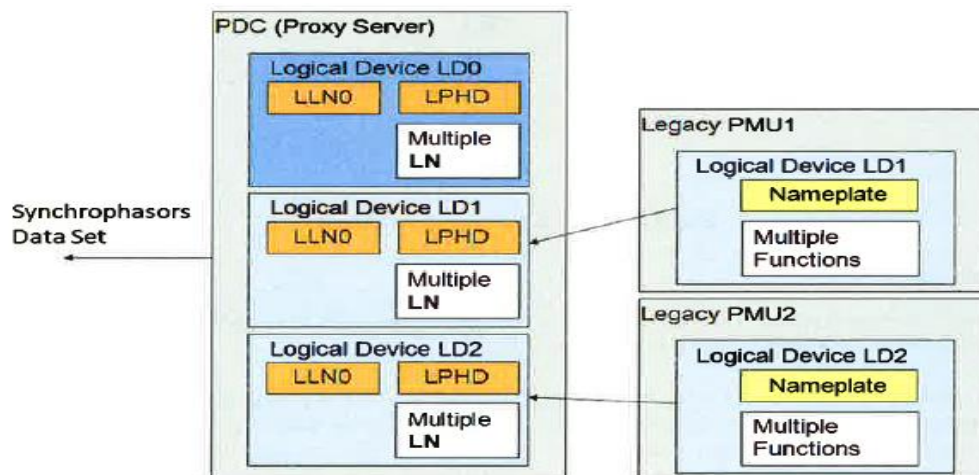 PDC (Proxy Server)
Logical Device LD0
LLN0
LPHD
Multiple
LN
Logical Device LD1
LLN0
LPHD
Multiple
LN
Logical Device LD2
LLN0
LPHD
Multiple
LN
Synchrophasors
Data Set
Legacy PMU1
Logical Device LD1
Nameplate
Multiple
Functions
Legacy PMU2
Logical Device LD2
Nameplate
Multiple
Functions